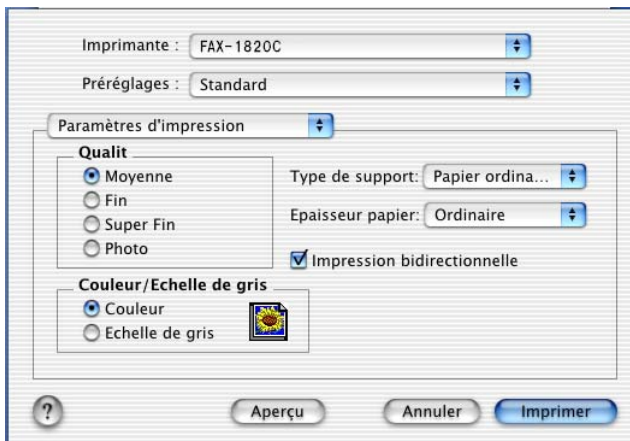 Imprimante : FAX-1820C
Préréglages : Standard
Paramètres d'impression
Qualit
Moyenne
Fin
Super Fin
Photo
Type de support: Papier ordina...
Epaisseur papier: Ordinaire
Impression bidirectionnelle
Couleur/Echelle de gris
Couleur
Echelle de gris
? Aperçu Annuler Imprimer